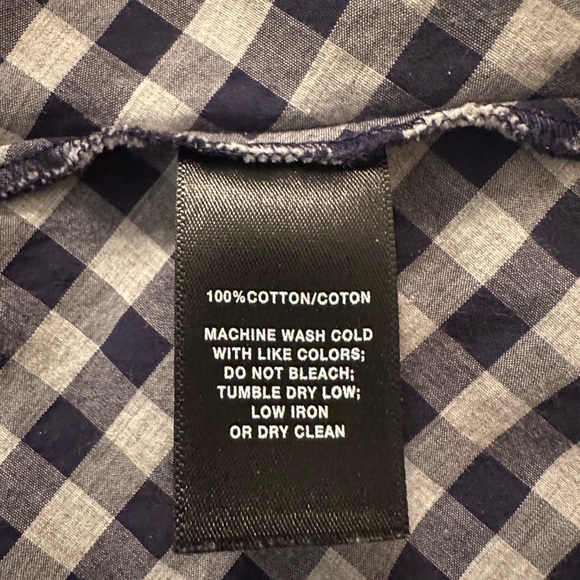 100%COTTON/COTON
MACHINE WASH COLD
WITH LIKE COLORS;
DO NOT BLEACH;
TUMBLE DRY LOW;
LOW IRON
OR DRY CLEAN